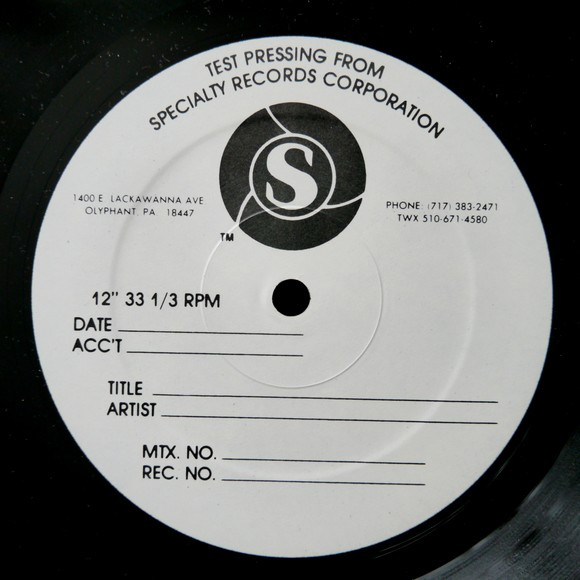 TEST PRESSING FROM
SPECIALTY RECORDS CORPORATION
S
1400 E. LACKAWANNA AVE
OLYPHANT, PA 18447
PHONE: (717) 383-2471
TWX 510-671-4580
TM
12" 33 1/3 RPM
DATE
ACC'T
TITLE
ARTIST
MTX. NO.
REC. NO.